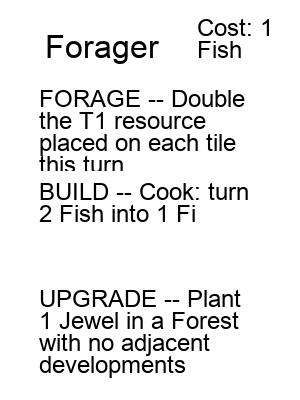 Forager
Cost: 1
Fish
FORAGE -- Double
the T1 resource
placed on each tile
this turn
BUILD -- Cook: turn
2 Fish into 1 Fi
UPGRADE -- Plant
1 Jewel in a Forest
with no adjacent
developments